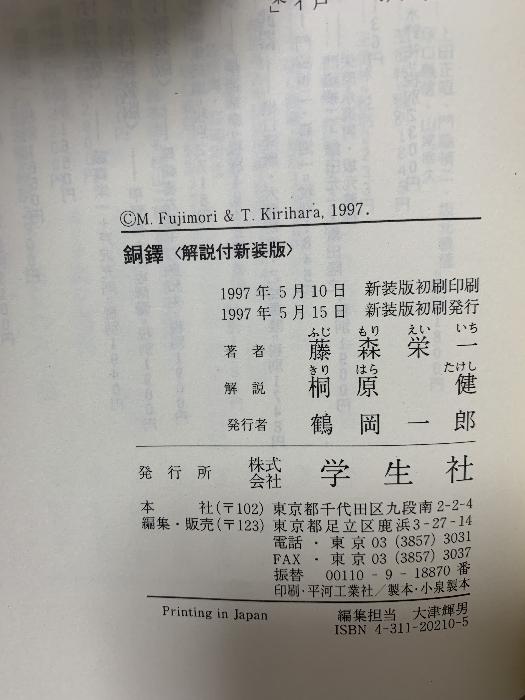 ©M. Fujimori & T. Kirihara, 1997.
銅鐸〈解説付新装版〉
1997年5月10日 新装版初刷印刷
1997年5月15日 新装版初刷発行
ふじ もり えい いち
著者 藤森栄一
きり はら たけし
解説 桐原 健
発行者 鶴岡一郎
発行所 株式会社 学生社
本 社(〒102) 東京都千代田区九段南2-2-4
編集・販売(〒123) 東京都足立区鹿浜3-27-14
電話・東京 03 (3857) 3031
FAX・東京 03 (3857) 3037
振替 00110-9-18870番
印刷・平河工業社/製本・小泉製本
Printing in Japan 編集担当 大津輝男
ISBN 4-311-20210-5